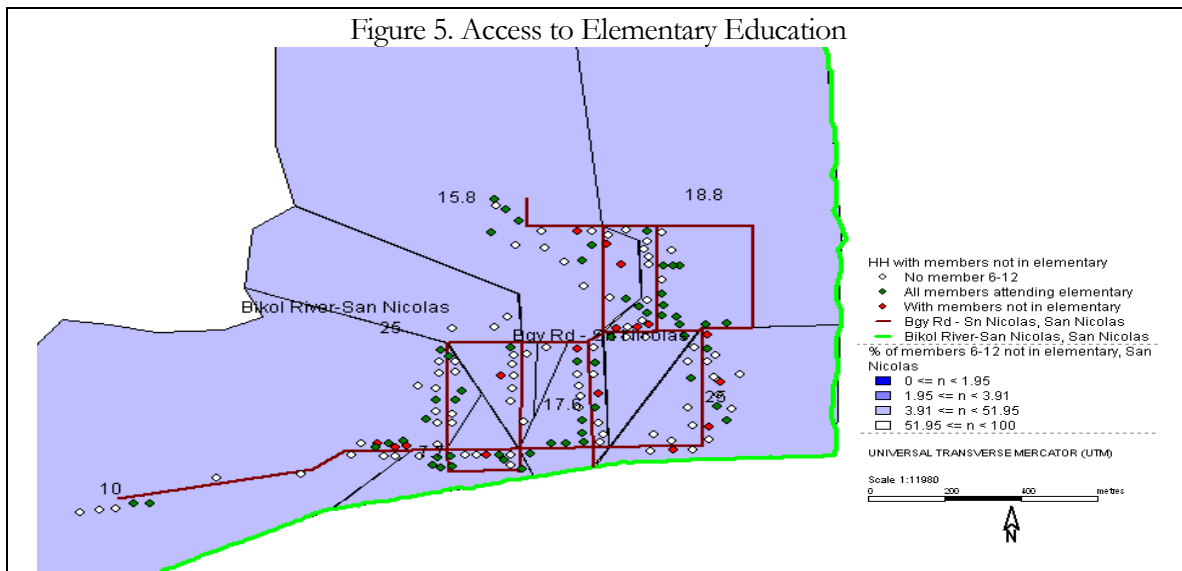 Figure 5. Access to Elementary Education
15.8
18.8
Bikol River-San Nicolas
25
Bgy Rd - Sn Nicolas
17.6
25
10
HH with members not in elementary
No member 6-12
All members attending elementary
With members not in elementary
Bgy Rd - Sn Nicolas, San Nicolas
Bikol River-San Nicolas, San Nicolas
% of members 6-12 not in elementary, San
Nicolas
0 <= n < 1.95
1.95 <= n < 3.91
3.91 <= n < 51.95
51.95 <= n < 100
UNIVERSAL TRANSVERSE MERCATOR (UTM)
Scale 1:11980
0 200 400 metres
N